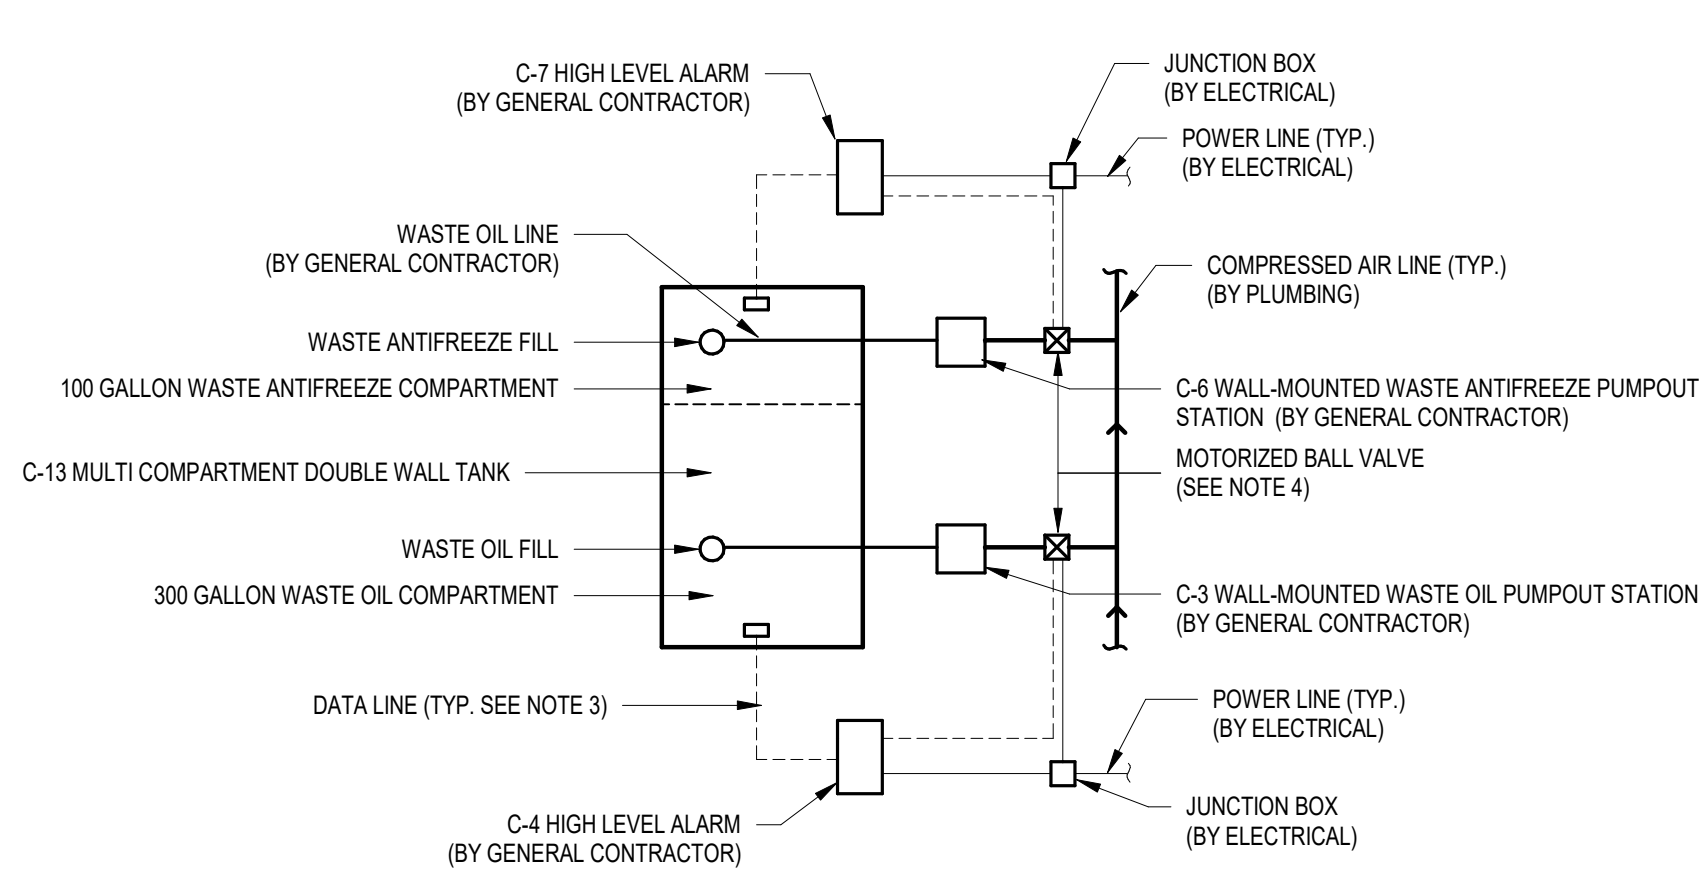 C-7 HIGH LEVEL ALARM
(BY GENERAL CONTRACTOR)
JUNCTION BOX
(BY ELECTRICAL)
POWER LINE (TYP.)
(BY ELECTRICAL)
WASTE OIL LINE
(BY GENERAL CONTRACTOR)
COMPRESSED AIR LINE (TYP.)
(BY PLUMBING)
WASTE ANTIFREEZE FILL
100 GALLON WASTE ANTIFREEZE COMPARTMENT
C-6 WALL-MOUNTED WASTE ANTIFREEZE PUMPOUT
STATION (BY GENERAL CONTRACTOR)
C-13 MULTI COMPARTMENT DOUBLE WALL TANK
MOTORIZED BALL VALVE
(SEE NOTE 4)
WASTE OIL FILL
300 GALLON WASTE OIL COMPARTMENT
C-3 WALL-MOUNTED WASTE OIL PUMPOUT STATION
(BY GENERAL CONTRACTOR)
DATA LINE (TYP. SEE NOTE 3)
POWER LINE (TYP.)
(BY ELECTRICAL)
C-4 HIGH LEVEL ALARM
(BY GENERAL CONTRACTOR)
JUNCTION BOX
(BY ELECTRICAL)